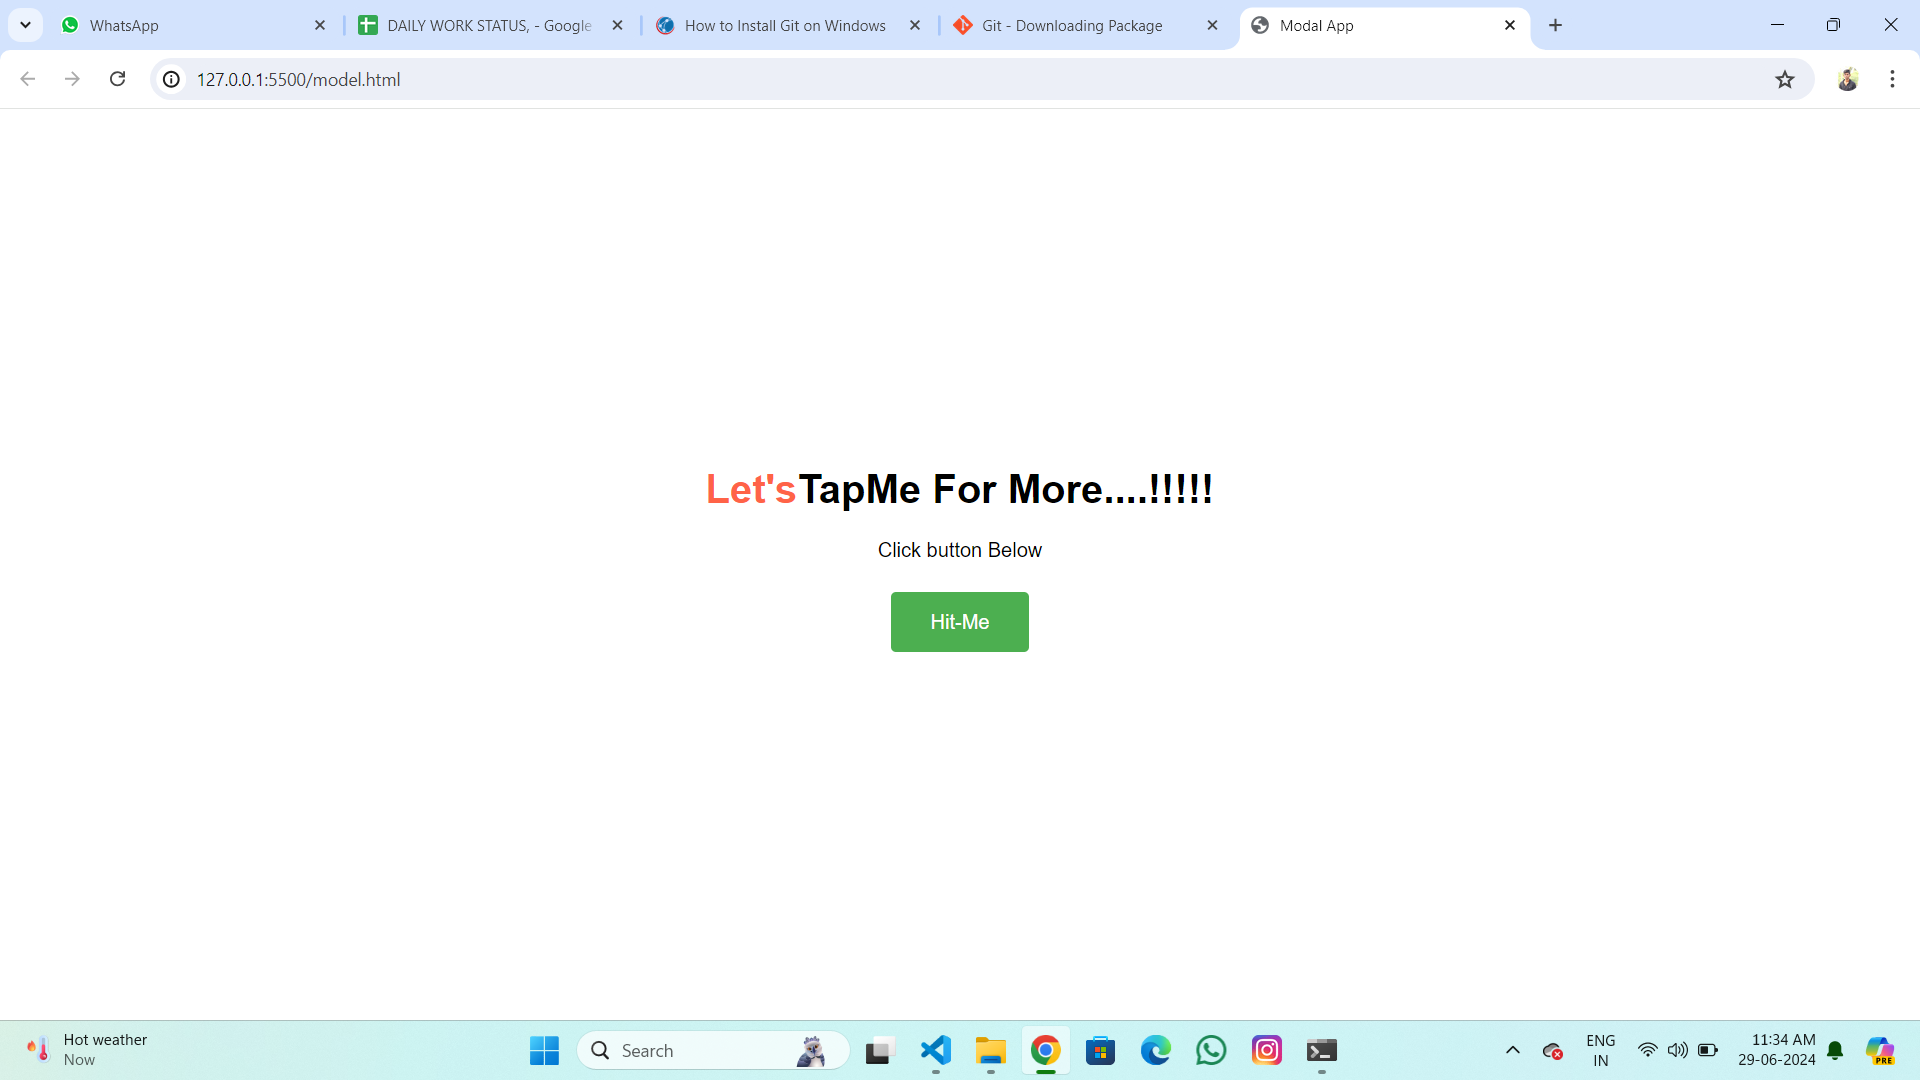 WhatsApp
DAILY WORK STATUS, - Google
How to Install Git on Windows
Git - Downloading Package
Modal App
127.0.0.1:5500/model.html
Let'sTapMe For More....!!!!!
Click button Below
Hit-Me
Hot weather
Now
Search
ENG
IN
11:34 AM
29-06-2024
PRE